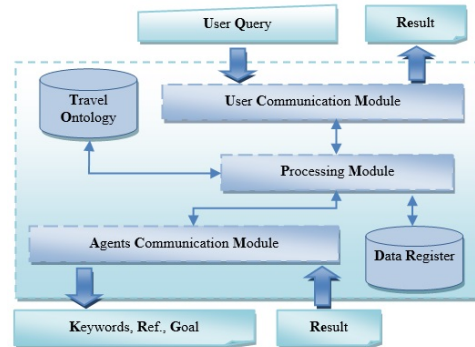 User Query
Result
Travel
Ontology
User Communication Module
Processing Module
Agents Communication Module
Data Register
Keywords, Ref., Goal
Result